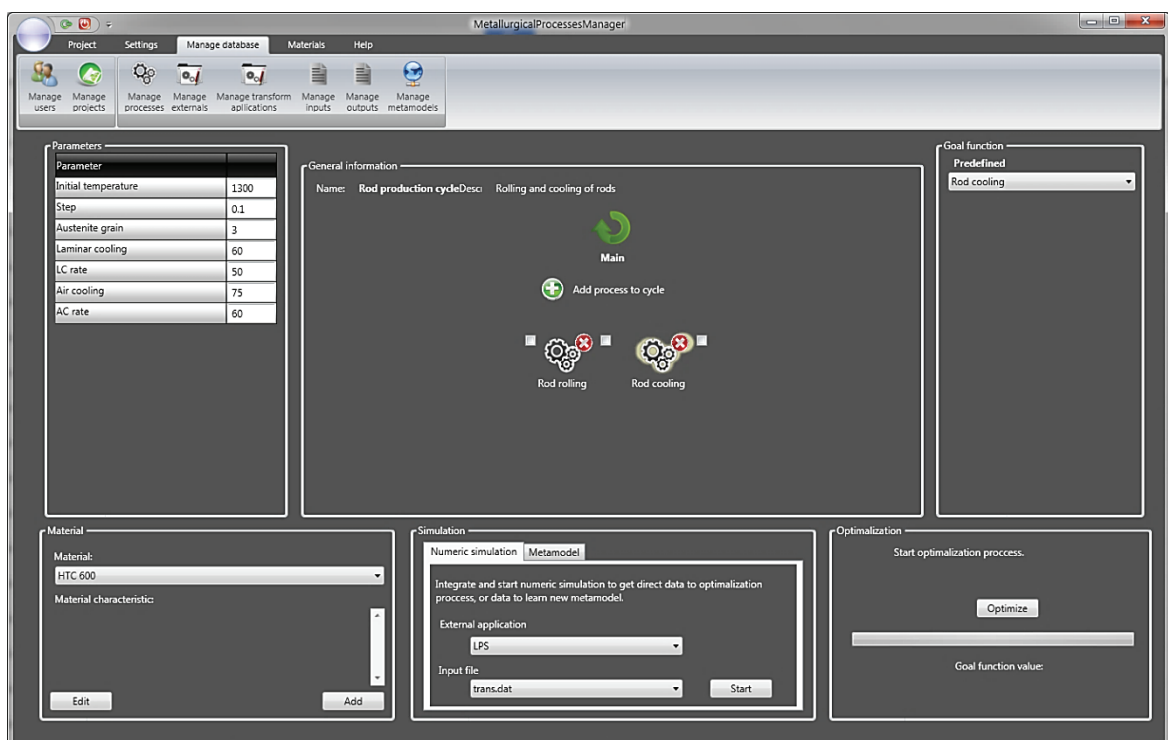 MetallurgicalProcessesManager
Project Settings Manage database Materials Help
Manage users
Manage projects
Manage processes
Manage externals
Manage transform apllications
Manage inputs
Manage outputs
Manage metamodels
Parameters
Parameter
Initial temperature 1300
Step 0.1
Austenite grain 3
Laminar cooling 60
LC rate 50
Air cooling 75
AC rate 60
General information
Name: Rod production cycleDesc: Rolling and cooling of rods
Main
Add process to cycle
Rod rolling Rod cooling
Goal function
Predefined
Rod cooling
Material
Material:
HTC 600
Material characteristic:
Edit Add
Simulation
Numeric simulation Metamodel
Integrate and start numeric simulation to get direct data to optimalization
proccess, or data to learn new metamodel.
External application
LPS
Input file
trans.dat Start
Optimalization
Start optimalization proccess.
Optimize
Goal function value: